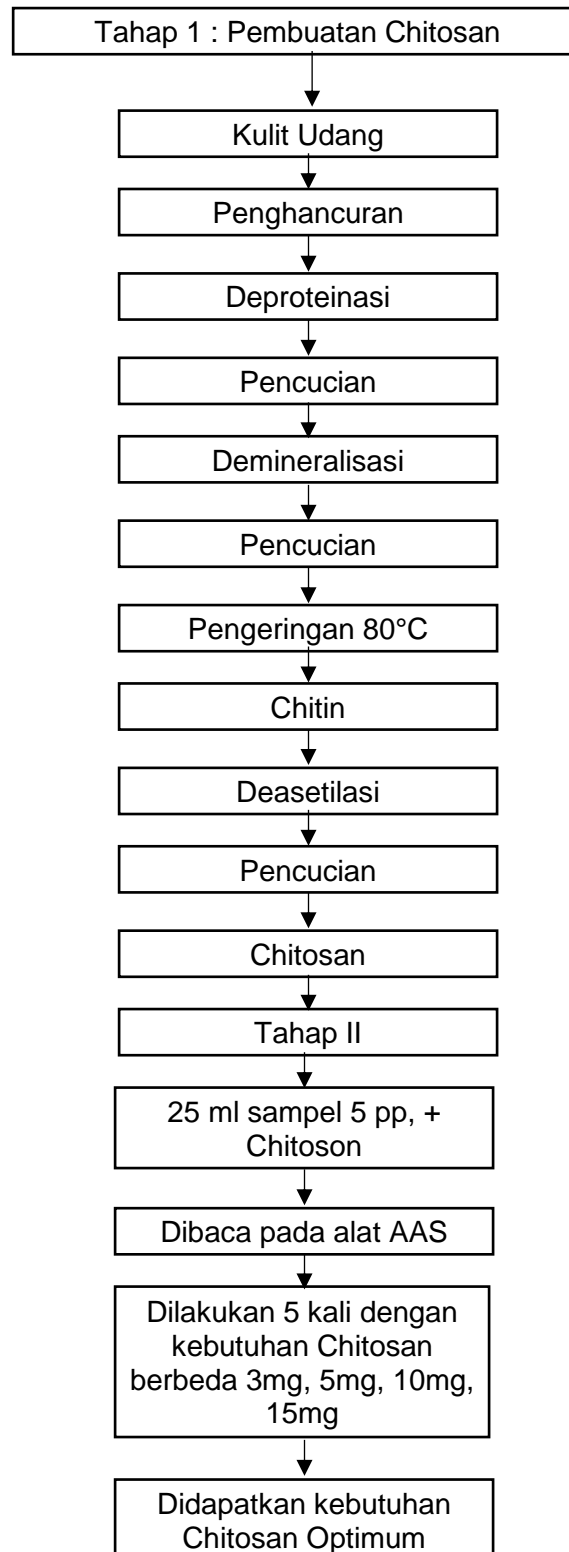 Tahap 1 : Pembuatan Chitosan
Kulit Udang
Penghancuran
Deproteinasi
Pencucian
Demineralisasi
Pencucian
Pengeringan 80°C
Chitin
Deasetilasi
Pencucian
Chitosan
Tahap II
25 ml sampel 5 pp, +
Chitoson
Dibaca pada alat AAS
Dilakukan 5 kali dengan
kebutuhan Chitosan
berbeda 3mg, 5mg, 10mg,
15mg
Didapatkan kebutuhan
Chitosan Optimum